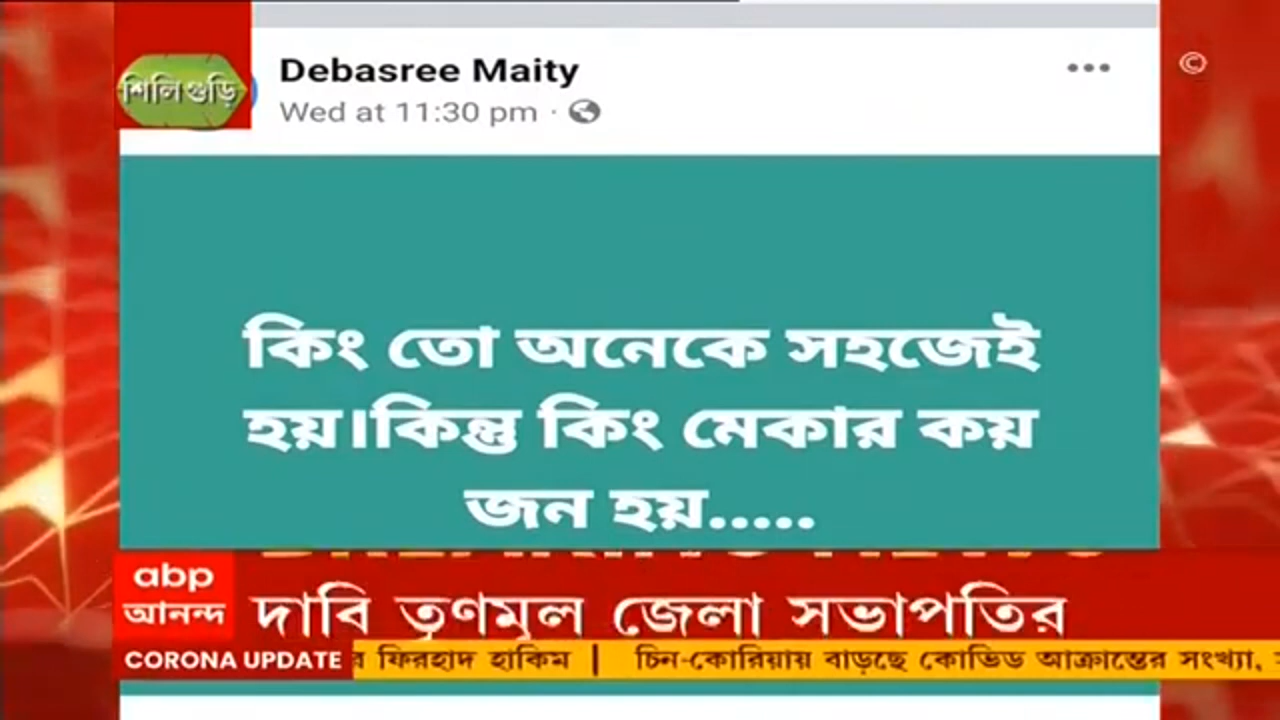 শিলিগুড়ি
Debasree Maity
Wed at 11:30 pm ·
©
কিং তো অনেকে সহজেই
হয়।কিন্তু কিং মেকার কয়
জন হয়.....
abp
আনন্দ
দাবি তৃণমূল জেলা সভাপতির
CORONA UPDATE
র ফিরহাদ হাকিম | চিন-কোরিয়ায় বাড়ছে কোভিড আক্রান্তের সংখ্যা,